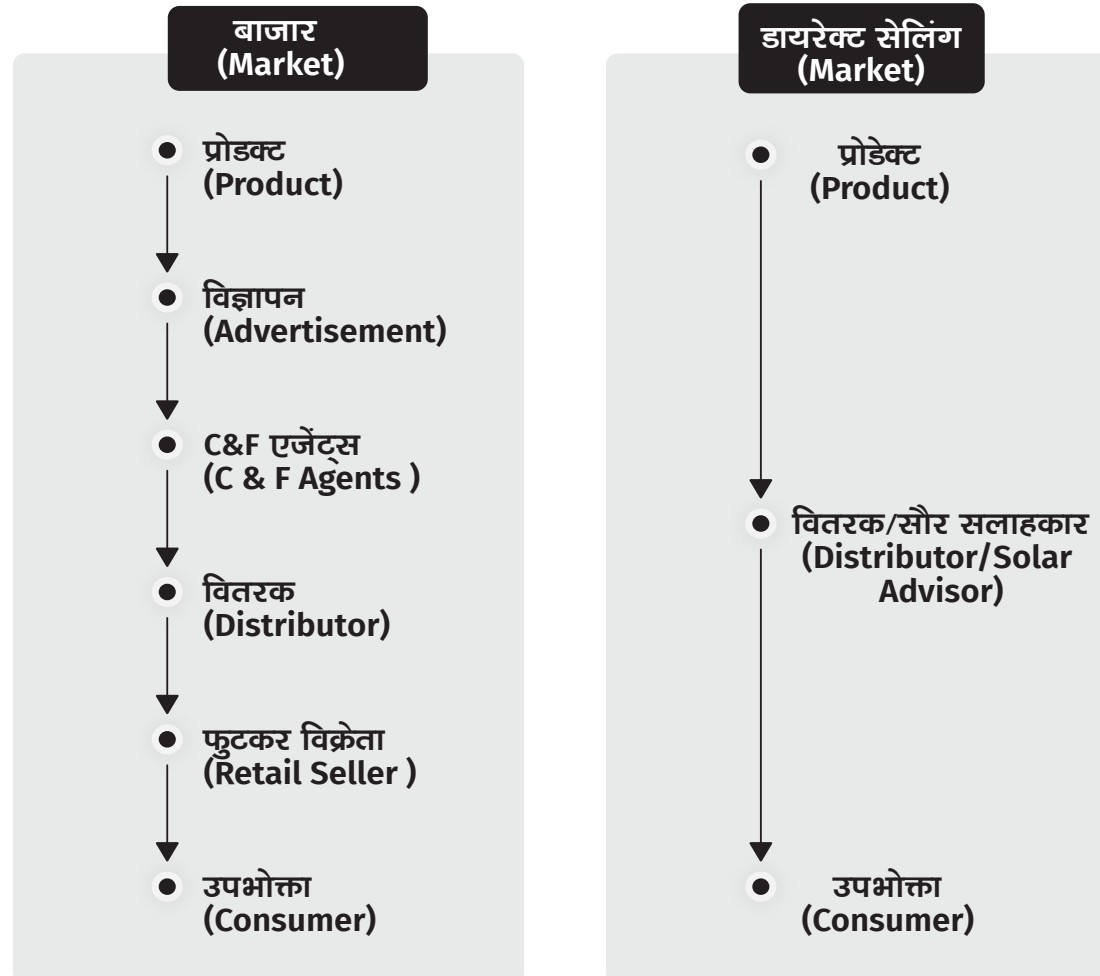 बाजार
(Market)
प्रोडक्ट
(Product)
विज्ञापन
(Advertisement)
C&F एजेंट्स
(C & F Agents )
वितरक
(Distributor)
फुटकर विक्रेता
(Retail Seller )
उपभोक्ता
(Consumer)
डायरेक्ट सेलिंग
(Market)
प्रोडेक्ट
(Product)
वितरक/सौर सलाहकार
(Distributor/Solar
Advisor)
उपभोक्ता
(Consumer)